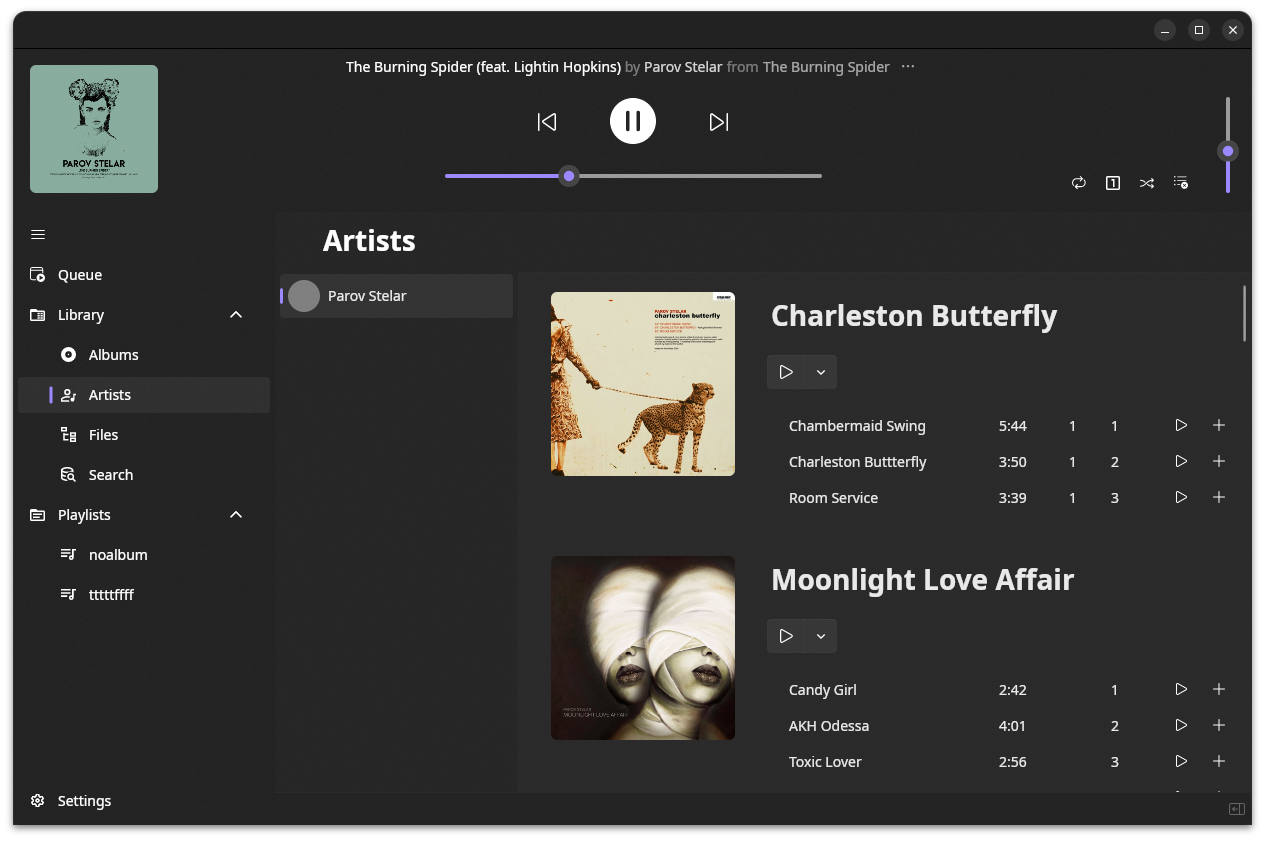 The Burning Spider (feat. Lightin Hopkins) by Parov Stelar from The Burning Spider ···
PAROV STELAR
Artists
Queue
Library
Albums
Artists
Files
Search
Playlists
noalbum
tttttffff
Settings
Parov Stelar
PAROV STELAR
charleston butterfly
Charleston Butterfly
Chambermaid Swing 5:44 1 1
Charleston Buttterfly 3:50 1 2
Room Service 3:39 1 3
PAROV STELAR
MOONLIGHT LOVE AFFAIR
Moonlight Love Affair
Candy Girl 2:42 1
AKH Odessa 4:01 2
Toxic Lover 2:56 3